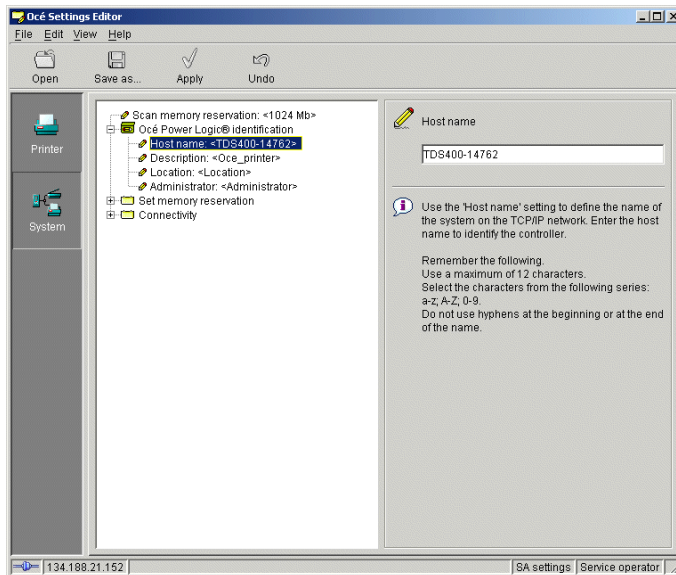 Océ Settings Editor
File Edit View Help
Open Save as... Apply Undo
Printer
System
Scan memory reservation: <1024 Mb>
Océ Power Logic® identification
Host name: <TDS400-14762>
Description: <Oce_printer>
Location: <Location>
Administrator: <Administrator>
Set memory reservation
Connectivity
Host name
TDS400-14762
Use the 'Host name' setting to define the name of
the system on the TCP/IP network. Enter the host
name to identify the controller.
Remember the following.
Use a maximum of 12 characters.
Select the characters from the following series:
a-z; A-Z; 0-9.
Do not use hyphens at the beginning or at the end
of the name.
134.188.21.152 SA settings Service operator